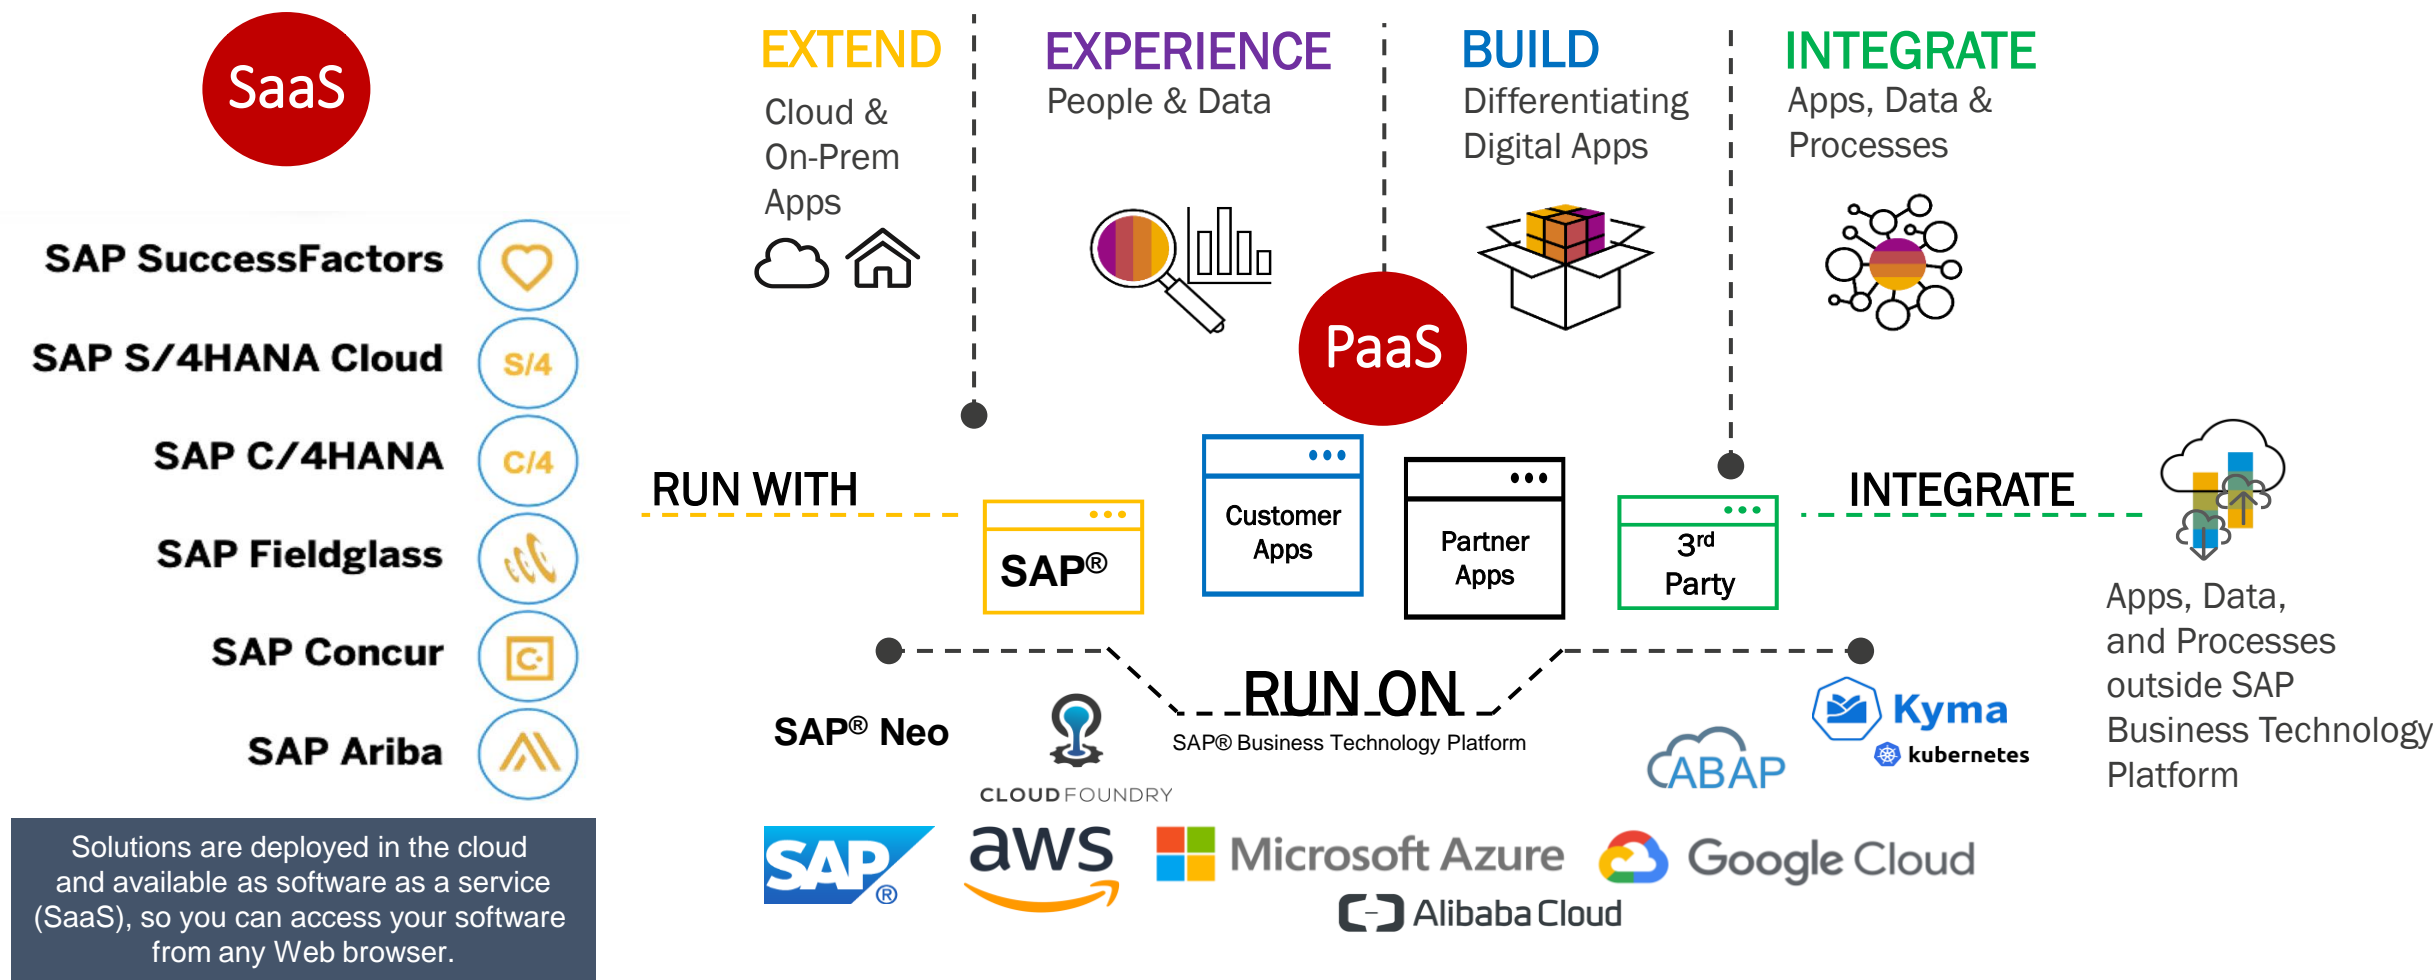 SaaS
SAP SuccessFactors
SAP S/4HANA Cloud
S/4
SAP C/4HANA
C/4
SAP Fieldglass
SAP Concur
C·
SAP Ariba
Solutions are deployed in the cloud
and available as software as a service
(SaaS), so you can access your software
from any Web browser.
EXTEND
Cloud &
On-Prem
Apps
EXPERIENCE
People & Data
BUILD
Differentiating
Digital Apps
INTEGRATE
Apps, Data &
Processes
PaaS
RUN WITH
SAP®
Customer
Apps
Partner
Apps
3rd
Party
INTEGRATE
Apps, Data,
and Processes
outside SAP
Business Technology
Platform
RUN ON
SAP® Business Technology Platform
SAP® Neo
CLOUD FOUNDRY
ABAP
Kyma
kubernetes
SAP®
aws
Microsoft Azure
Google Cloud
Alibaba Cloud